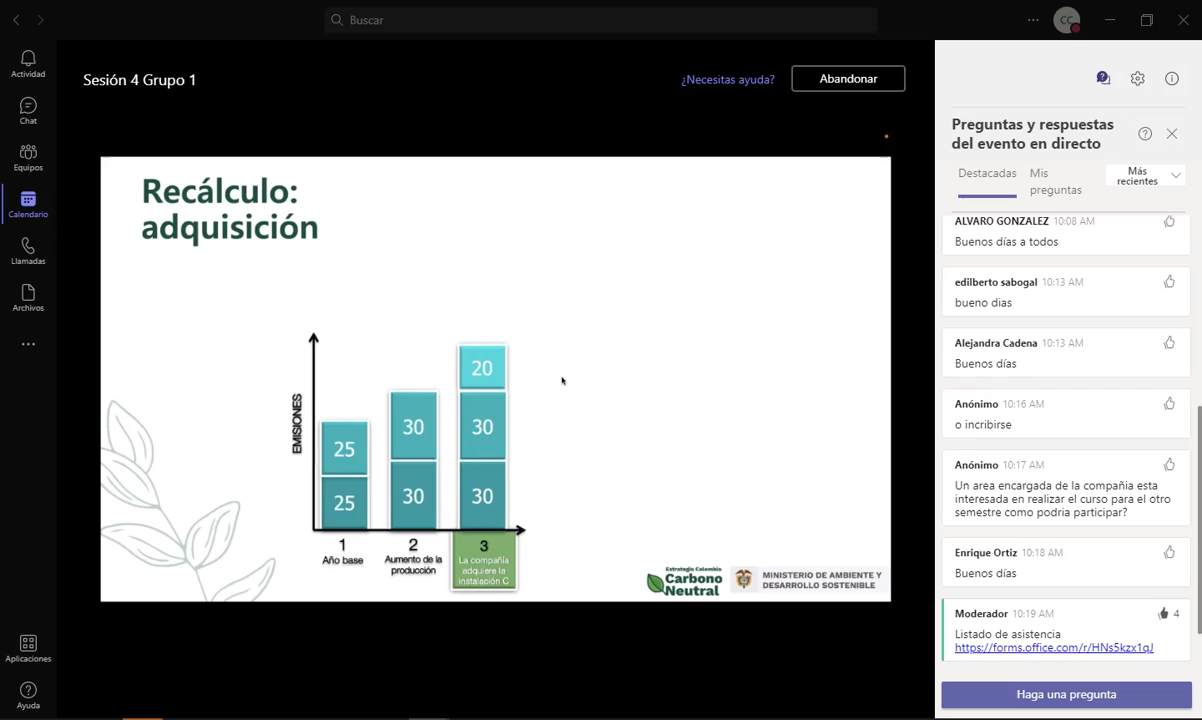 Buscar
CC
Actividad
Chat
Equipos
Calendario
Llamadas
Archivos
Aplicaciones
Ayuda
Sesión 4 Grupo 1
¿Necesitas ayuda?
Abandonar
Recálculo:
adquisición
EMISIONES
20
30
30
25
30
30
25
1
Año base
2
Aumento de la
producción
3
La compañía
adquiere la
instalación C
Estrategia Colombia
Carbono
Neutral
MINISTERIO DE AMBIENTE Y
DESARROLLO SOSTENIBLE
Preguntas y respuestas
del evento en directo
Destacadas
Mis
preguntas
Más
recientes
ALVARO GONZALEZ 10:08 AM
Buenos días a todos
edilberto sabogal 10:13 AM
bueno dias
Alejandra Cadena 10:13 AM
Buenos días
Anónimo 10:16 AM
o incribirse
Anónimo 10:17 AM
Un area encargada de la compañia esta
interesada en realizar el curso para el otro
semestre como podria participar?
Enrique Ortiz 10:18 AM
Buenos días
Moderador 10:19 AM 4
Listado de asistencia
https://forms.office.com/r/HNs5kzx1qJ
Haga una pregunta